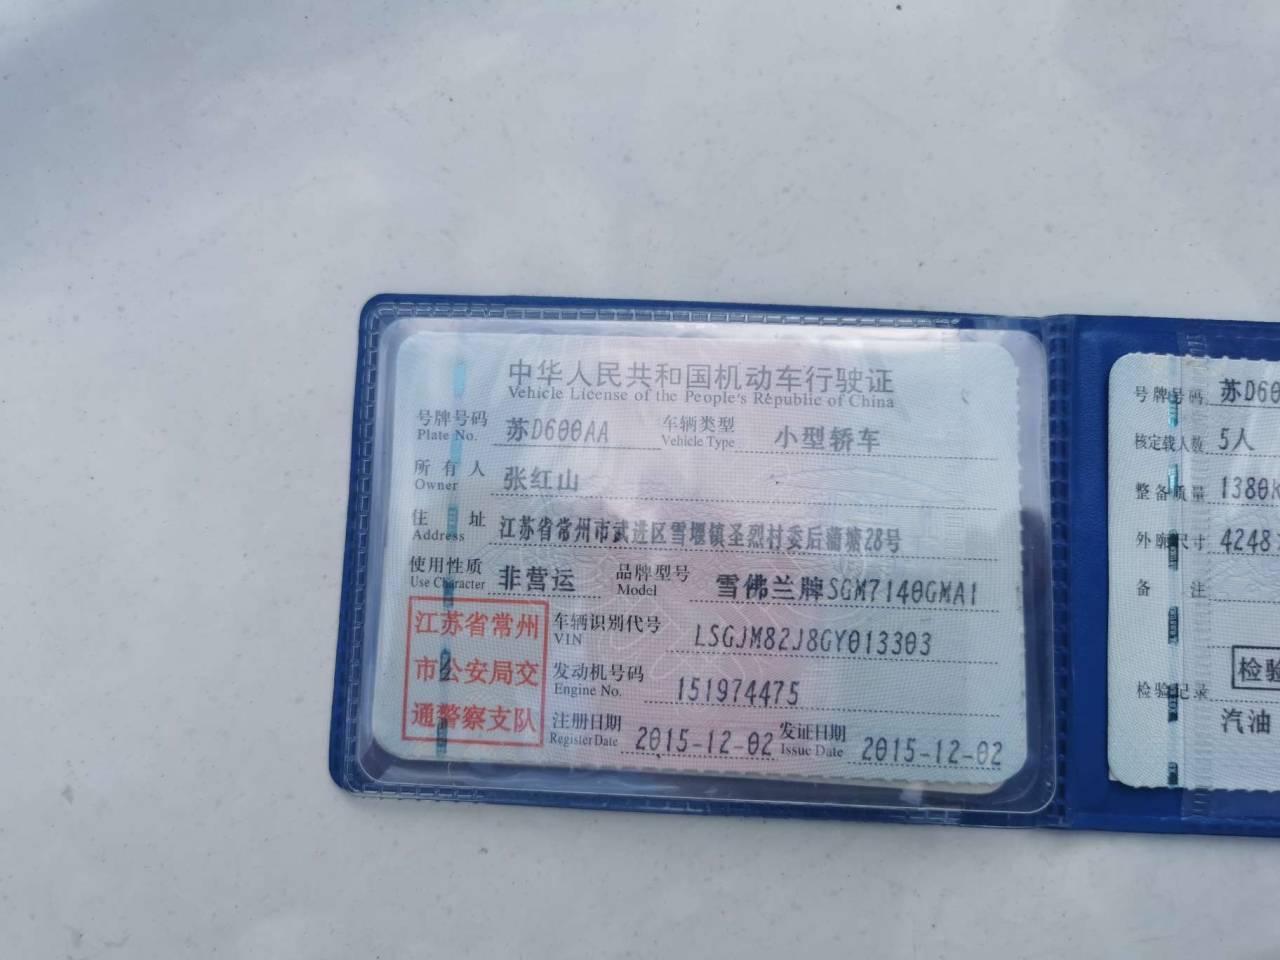 中华人民共和国机动车行驶证
Vehicle License of the People's Republic of China
号牌号码 苏D600AA 车辆类型 小型轿车
Plate No. Vehicle Type
所有人 张红山
Owner
住址 江苏省常州市武进区雪堰镇圣烈村委后蒲塘28号
Address
使用性质 非营运 品牌型号 雪佛兰牌SGM7140GMA1
Use Character Model
江苏省常州
市公安局交
通警察支队
车辆识别代号 LSGJM82J8GY013303
VIN
发动机号码 151974475
Engine No.
注册日期 2015-12-02 发证日期 2015-12-02
Register Date Issue Date
号牌号码 苏D60
核定载人数 5人
整备质量 1380K
外廓尺寸 4248
备注
检验
检验记录
汽油